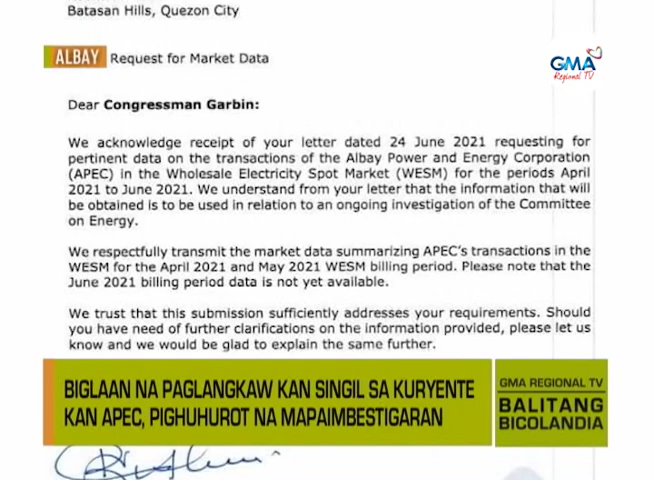 Batasan Hills, Quezon City
ALBAY Request for Market Data
GMA
Regional TV
Dear Congressman Garbin:
We acknowledge receipt of your letter dated 24 June 2021 requesting for
pertinent data on the transactions of the Albay Power and Energy Corporation
(APEC) in the Wholesale Electricity Spot Market (WESM) for the periods April
2021 to June 2021. We understand from your letter that the information that will
be obtained is to be used in relation to an ongoing investigation of the Committee
on Energy.
We respectfully transmit the market data summarizing APEC's transactions in the
WESM for the April 2021 and May 2021 WESM billing period. Please note that the
June 2021 billing period data is not yet available.
We trust that this submission sufficiently addresses your requirements. Should
you have need of further clarifications on the information provided, please let us
know and we would be glad to explain the same further.
BIGLAAN NA PAGLANGKAW KAN SINGIL SA KURYENTE
KAN APEC, PIGHUHUROT NA MAPAIMBESTIGARAN
GMA REGIONAL TV
BALITANG
BICOLANDIA